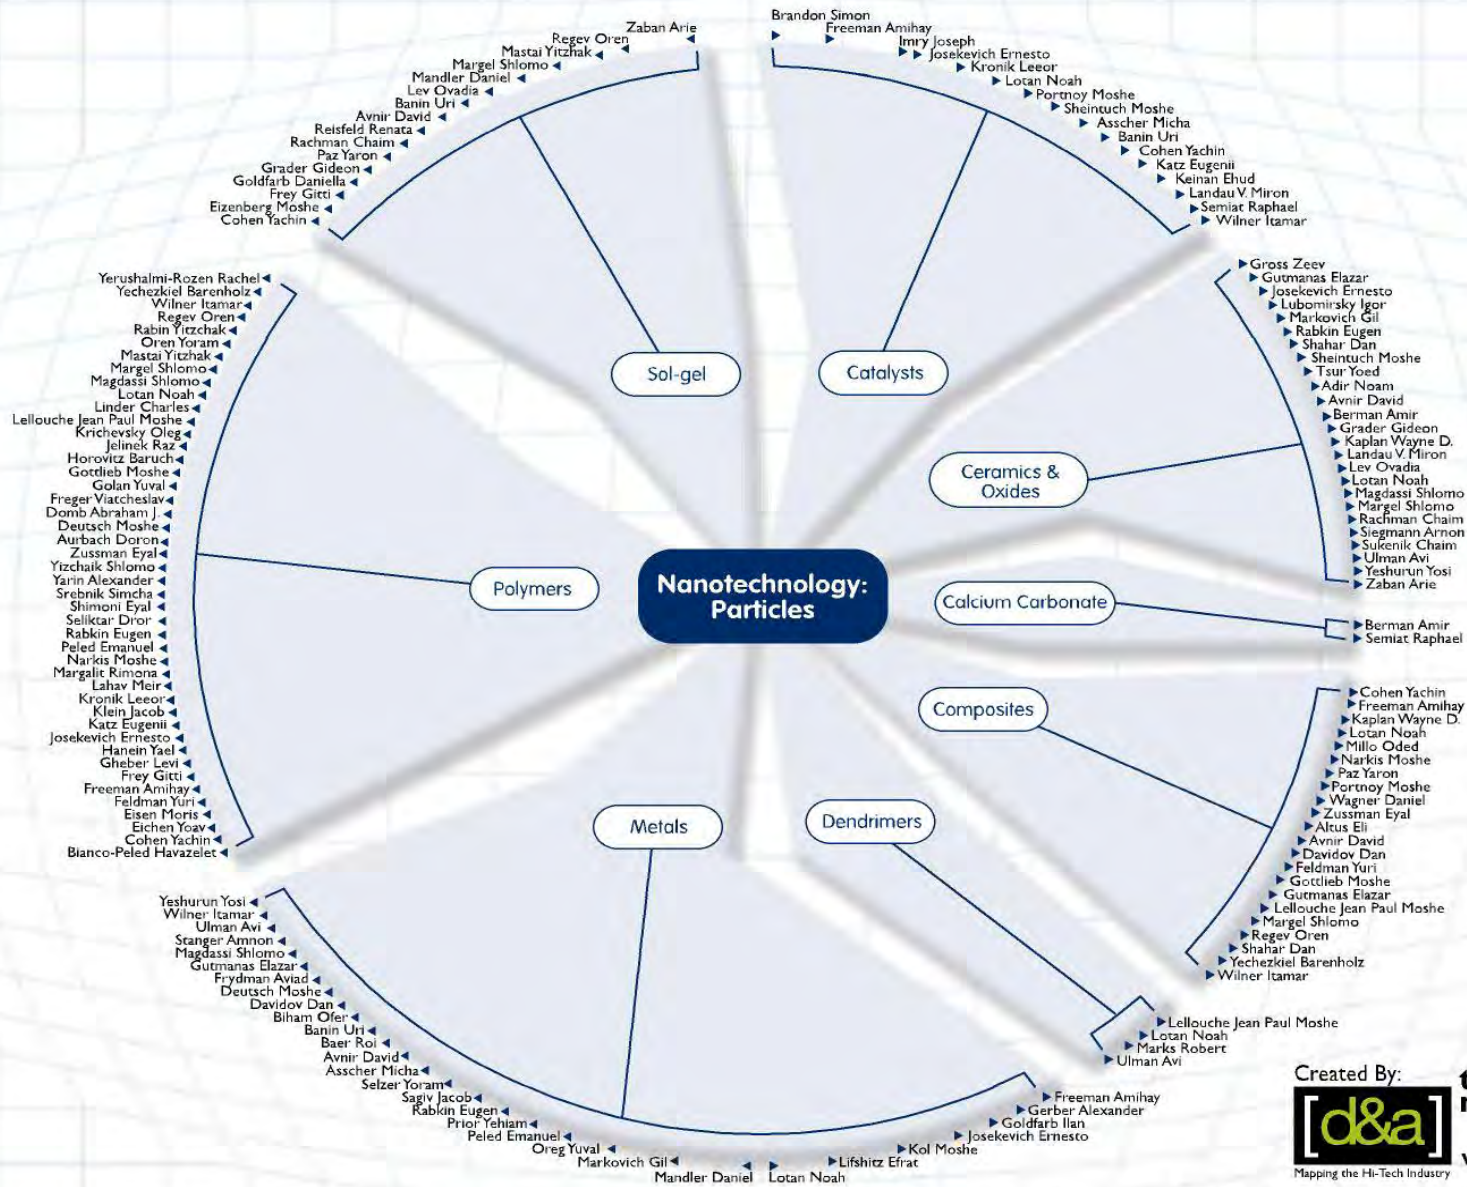 Brandon Simon
Freeman Amihay
Imry Joseph
Josekevich Ernesto
Kronik Leeor
Lotan Noah
Portnoy Moshe
Sheintuch Moshe
Asscher Micha
Banin Uri
Cohen Yachin
Katz Eugenii
Keinan Ehud
Landau V. Miron
Semiat Raphael
Wilner Itamar
Catalysts
Gross Zeev
Gutmanas Elazar
Josekevich Ernesto
Lubomirsky Igor
Markovich Gil
Rabkin Eugen
Shahar Dan
Sheintuch Moshe
Tsur Yoed
Adir Noam
Avnir David
Berman Amir
Grader Gideon
Kaplan Wayne D.
Landau V. Miron
Lev Ovadia
Lotan Noah
Magdassi Shlomo
Margel Shlomo
Rachman Chaim
Siegmann Arnon
Sukenik Chaim
Ulman Avi
Yeshurun Yosi
Zaban Arie
Ceramics &
Oxides
Calcium Carbonate
Berman Amir
Semiat Raphael
Composites
Cohen Yachin
Freeman Amihay
Kaplan Wayne D.
Lotan Noah
Millo Oded
Narkis Moshe
Paz Yaron
Portnoy Moshe
Wagner Daniel
Zussman Eyal
Altus Eli
Avnir David
Davidov Dan
Feldman Yuri
Gottlieb Moshe
Gutmanas Elazar
Lellouche Jean Paul Moshe
Margel Shlomo
Regev Oren
Shahar Dan
Yechezkiel Barenholz
Wilner Itamar
Dendrimers
Lellouche Jean Paul Moshe
Lotan Noah
Marks Robert
Ulman Avi
Metals
Freeman Amihay
Gerber Alexander
Goldfarb Ilan
Josekevich Ernesto
Kol Moshe
Lifshitz Efrat
Lotan Noah
Mandler Daniel
Markovich Gil
Oreg Yuval
Peled Emanuel
Prior Yehiam
Rabkin Eugen
Sagiv Jacob
Selzer Yoram
Asscher Micha
Avnir David
Baer Roi
Banin Uri
Biham Ofer
Davidov Dan
Deutsch Moshe
Frydman Aviad
Gutmanas Elazar
Magdassi Shlomo
Stanger Amnon
Ulman Avi
Wilner Itamar
Yeshurun Yosi
Polymers
Bianco-Peled Havazelet
Cohen Yachin
Eichen Yoav
Eisen Moris
Feldman Yuri
Freeman Amihay
Frey Gitti
Gheber Levi
Hanein Yael
Josekevich Ernesto
Katz Eugenii
Klein Jacob
Kronik Leeor
Lahav Meir
Margalit Rimona
Narkis Moshe
Peled Emanuel
Rabkin Eugen
Seliktar Dror
Shimoni Eyal
Srebnik Simcha
Yarin Alexander
Yizchaik Shlomo
Zussman Eyal
Aurbach Doron
Deutsch Moshe
Domb Abraham J.
Freger Viatcheslav
Golan Yuval
Gottlieb Moshe
Horovitz Baruch
Jelinek Raz
Krichevsky Oleg
Lellouche Jean Paul Moshe
Linder Charles
Lotan Noah
Magdassi Shlomo
Margel Shlomo
Mastai Yitzhak
Oren Yoram
Rabin Yitzchak
Regev Oren
Wilner Itamar
Yechezkiel Barenholz
Yerushalmi-Rozen Rachel
Sol-gel
Cohen Yachin
Eizenberg Moshe
Frey Gitti
Goldfarb Daniella
Grader Gideon
Paz Yaron
Rachman Chaim
Reisfeld Renata
Avnir David
Banin Uri
Lev Ovadia
Mandler Daniel
Margel Shlomo
Mastai Yitzhak
Regev Oren
Zaban Arie
Nanotechnology:
Particles
Created By:
[d&a]
Mapping the Hi-Tech Industry